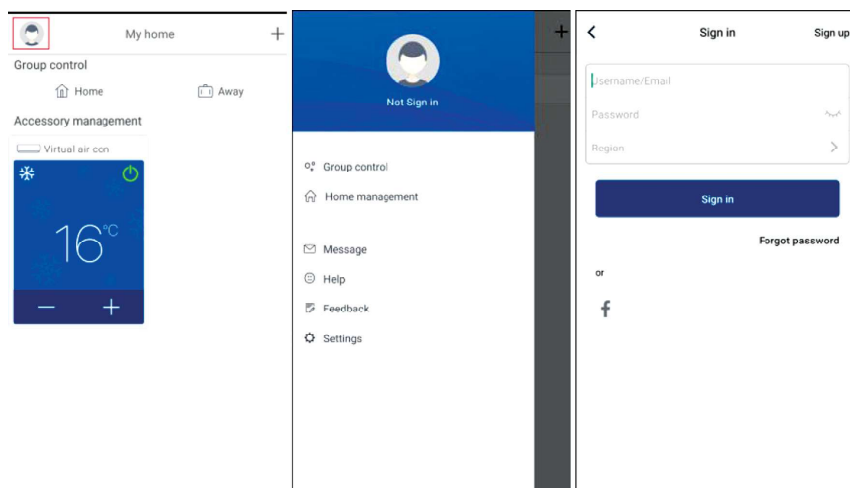 My home
+
Group control
Home
Away
Accessory management
Virtual air con
16°C
− +
Not Sign in
Group control
Home management
Message
Help
Feedback
Settings
Sign in
Sign up
Username/Email
Password
Region
Sign in
Forgot password
or
f